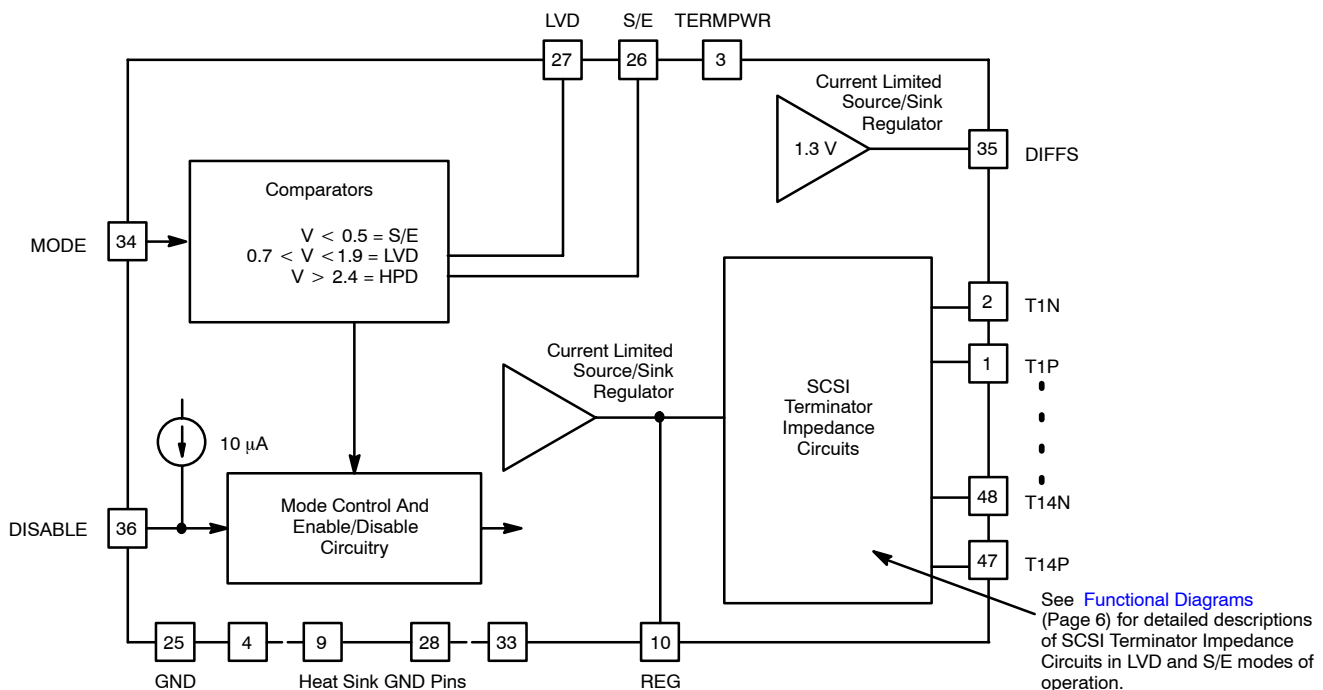 LVD
S/E
TERMPWR
27
26
3
Current Limited
Source/Sink
Regulator
1.3 V
35
DIFFS
Comparators
V < 0.5 = S/E
0.7 < V <1.9 = LVD
V > 2.4 = HPD
MODE
34
2
T1N
1
T1P
Current Limited
Source/Sink
Regulator
SCSI
Terminator
Impedance
Circuits
10 μA
48
T14N
DISABLE
36
Mode Control And
Enable/Disable
Circuitry
47
T14P
See Functional Diagrams
(Page 6) for detailed descriptions
of SCSI Terminator Impedance
Circuits in LVD and S/E modes of
operation.
25
4
9
28
33
10
GND
Heat Sink GND Pins
REG